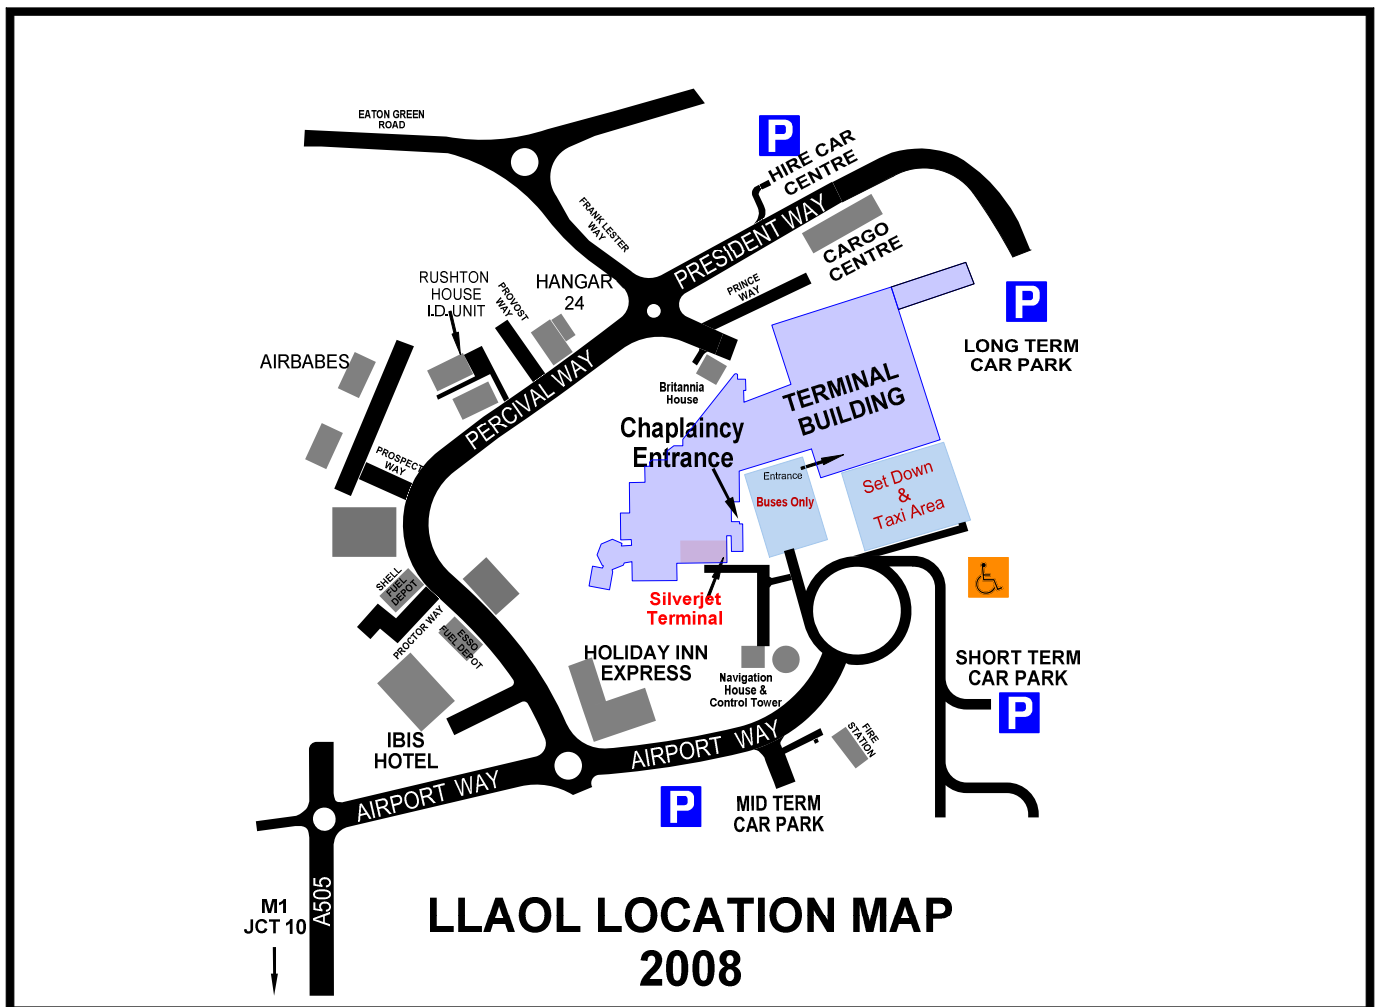 EATON GREEN
ROAD
P
HIRE CAR
CENTRE
FRANK LESTER
WAY
PRESIDENT WAY
CARGO
CENTRE
RUSHTON
HOUSE
I.D. UNIT
PROVOST
WAY
HANGAR
24
PRINCE
WAY
P
LONG TERM
CAR PARK
AIRBABES
PERCIVAL WAY
Britannia
House
TERMINAL
BUILDING
Chaplaincy
Entrance
PROSPECT
WAY
Entrance
Buses Only
Set Down
&
Taxi Area
SHELL
FUEL
DEPOT
PROCTOR WAY
ESSO
FUEL DEPOT
Silverjet
Terminal
HOLIDAY INN
EXPRESS
Navigation
House &
Control Tower
SHORT TERM
CAR PARK
P
IBIS
HOTEL
AIRPORT WAY
FIRE
STATION
AIRPORT WAY
P
MID TERM
CAR PARK
A505
M1
JCT 10
LLAOL LOCATION MAP
2008